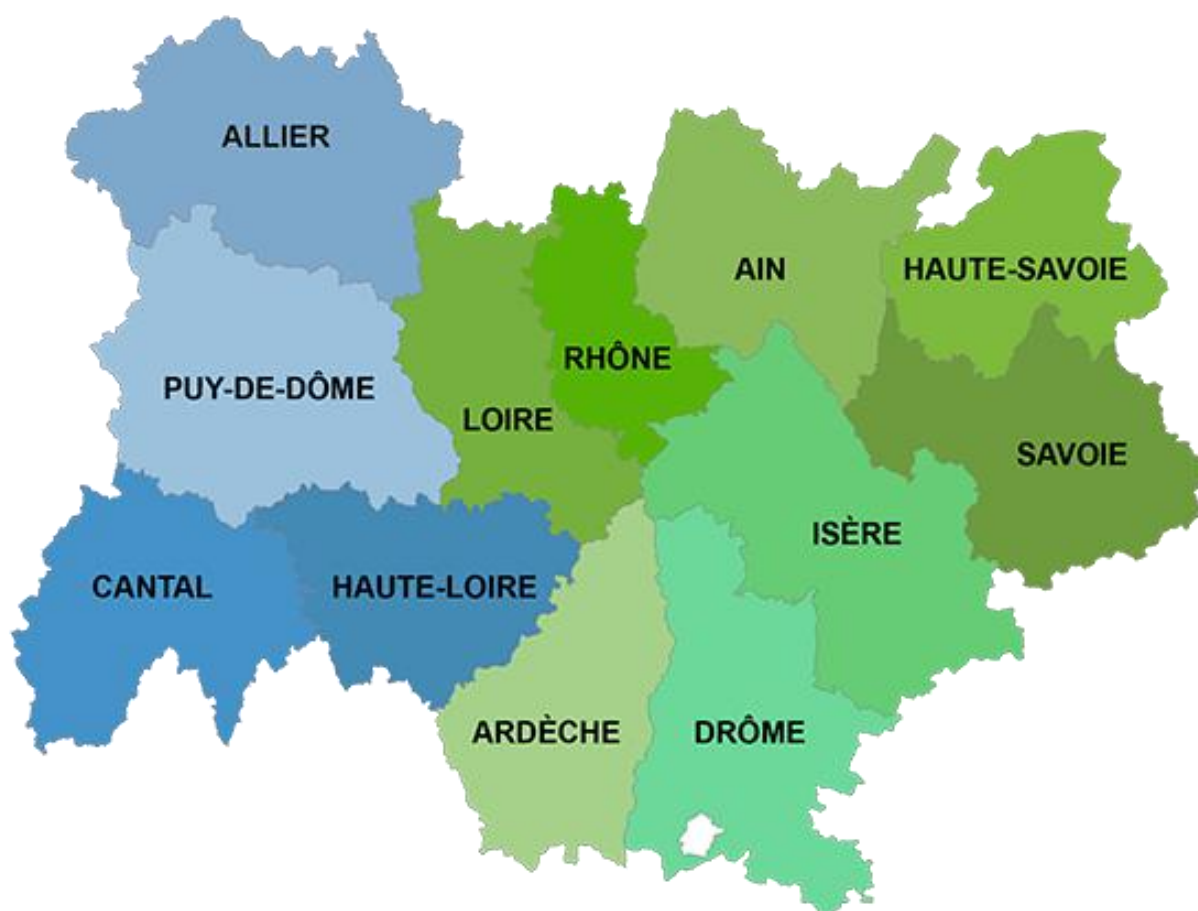 ALLIER
AIN
HAUTE-SAVOIE
RHÔNE
PUY-DE-DÔME
LOIRE
SAVOIE
ISÈRE
CANTAL
HAUTE-LOIRE
ARDÈCHE
DRÔME